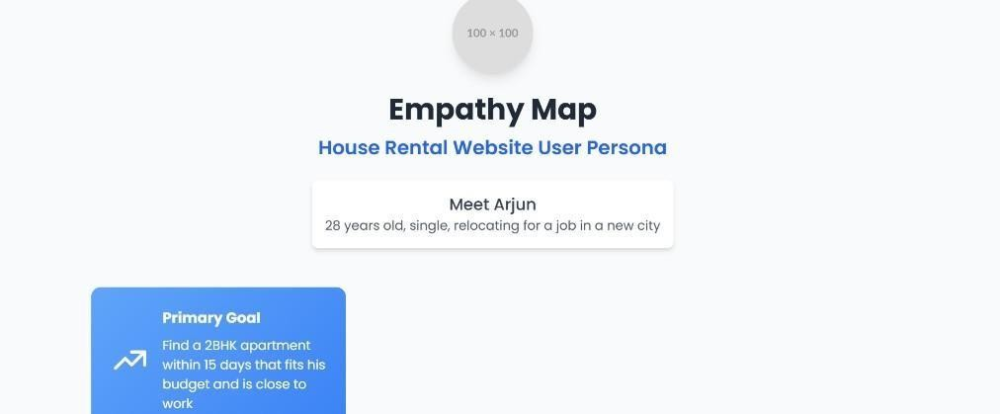 100 × 100
Empathy Map
House Rental Website User Persona
Meet Arjun
28 years old, single, relocating for a job in a new city
Primary Goal
Find a 2BHK apartment
within 15 days that fits his
budget and is close to
work